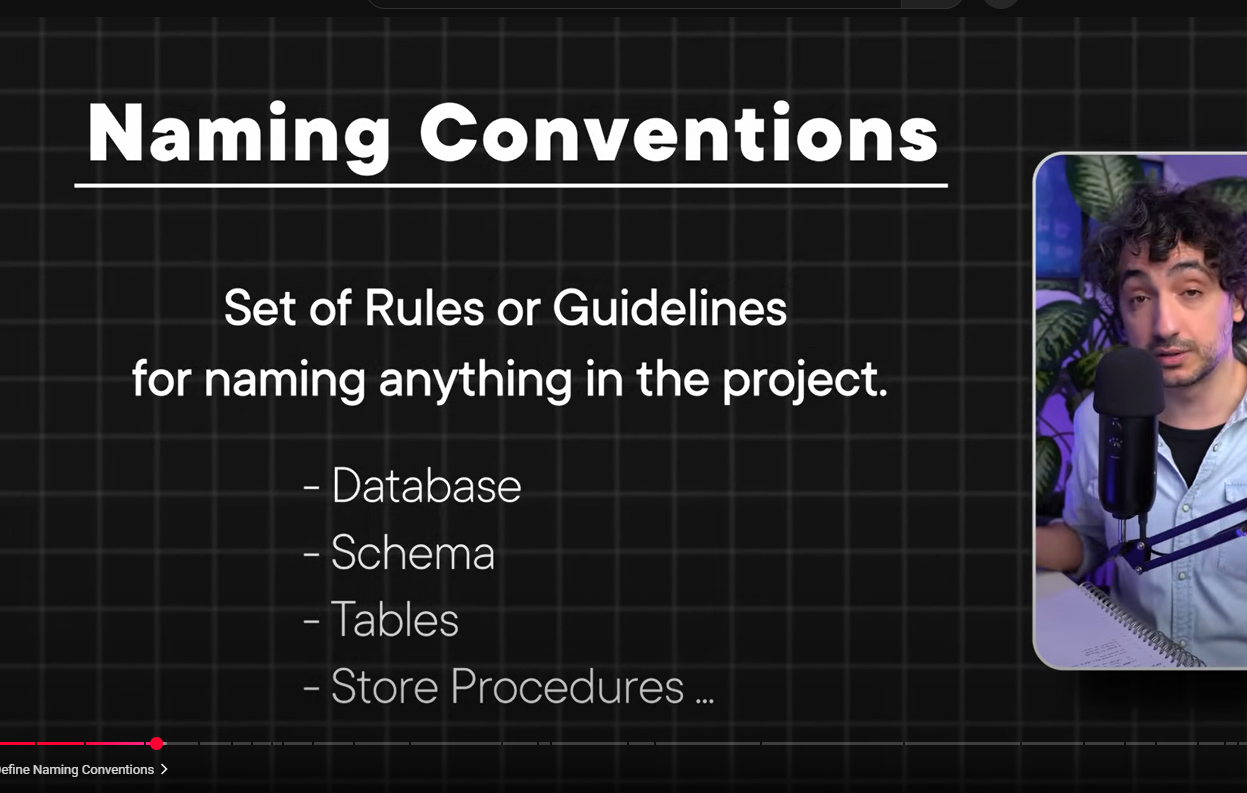 Naming Conventions
Set of Rules or Guidelines
for naming anything in the project.
- Database
- Schema
- Tables
- Store Procedures ...
efine Naming Conventions